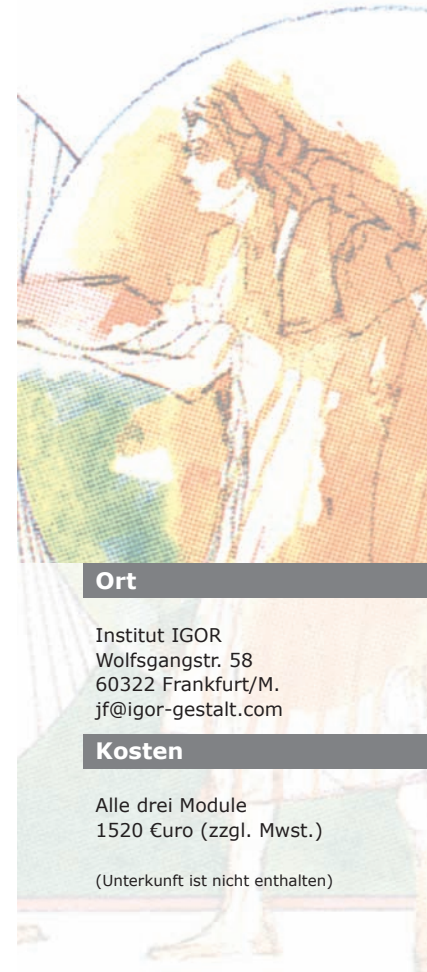 Ort
Institut IGOR
Wolfsgangstr. 58
60322 Frankfurt/M.
jf@igor-gestalt.com
Kosten
Alle drei Module
1520 €uro (zzgl. Mwst.)
(Unterkunft ist nicht enthalten)